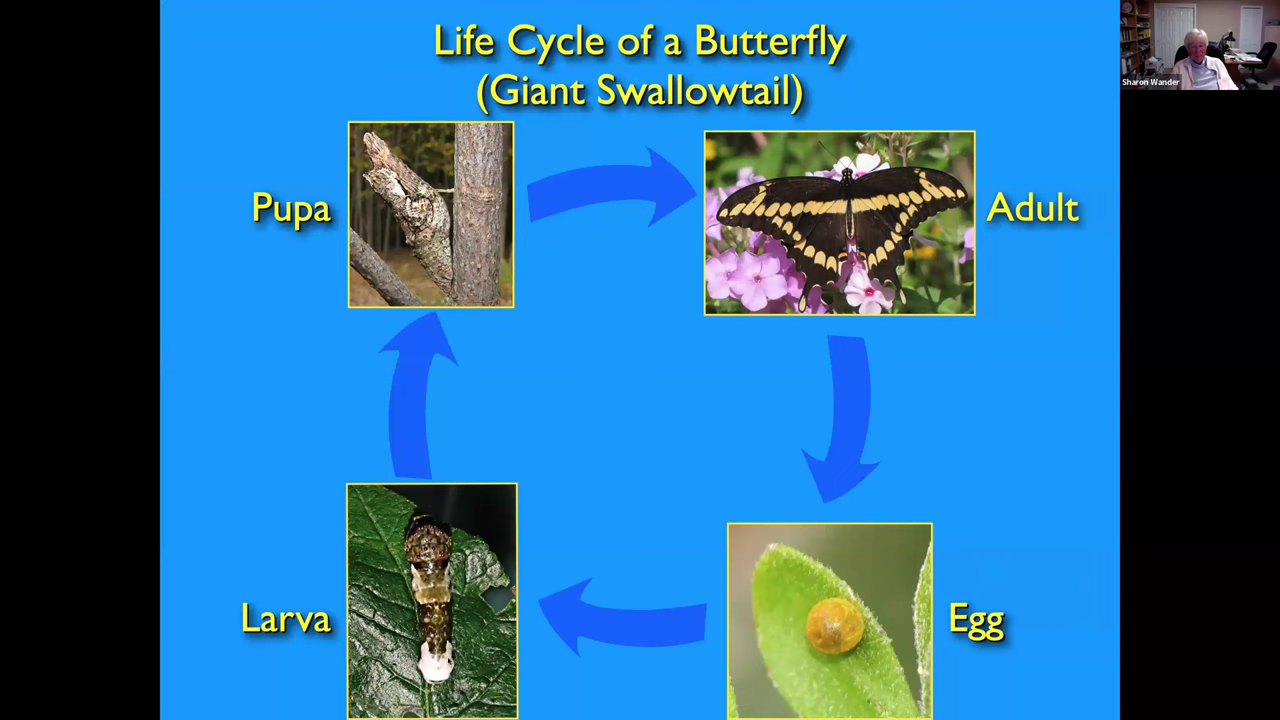 Life Cycle of a Butterfly
(Giant Swallowtail)
Sharon Wander
Pupa
Adult
Larva
Egg